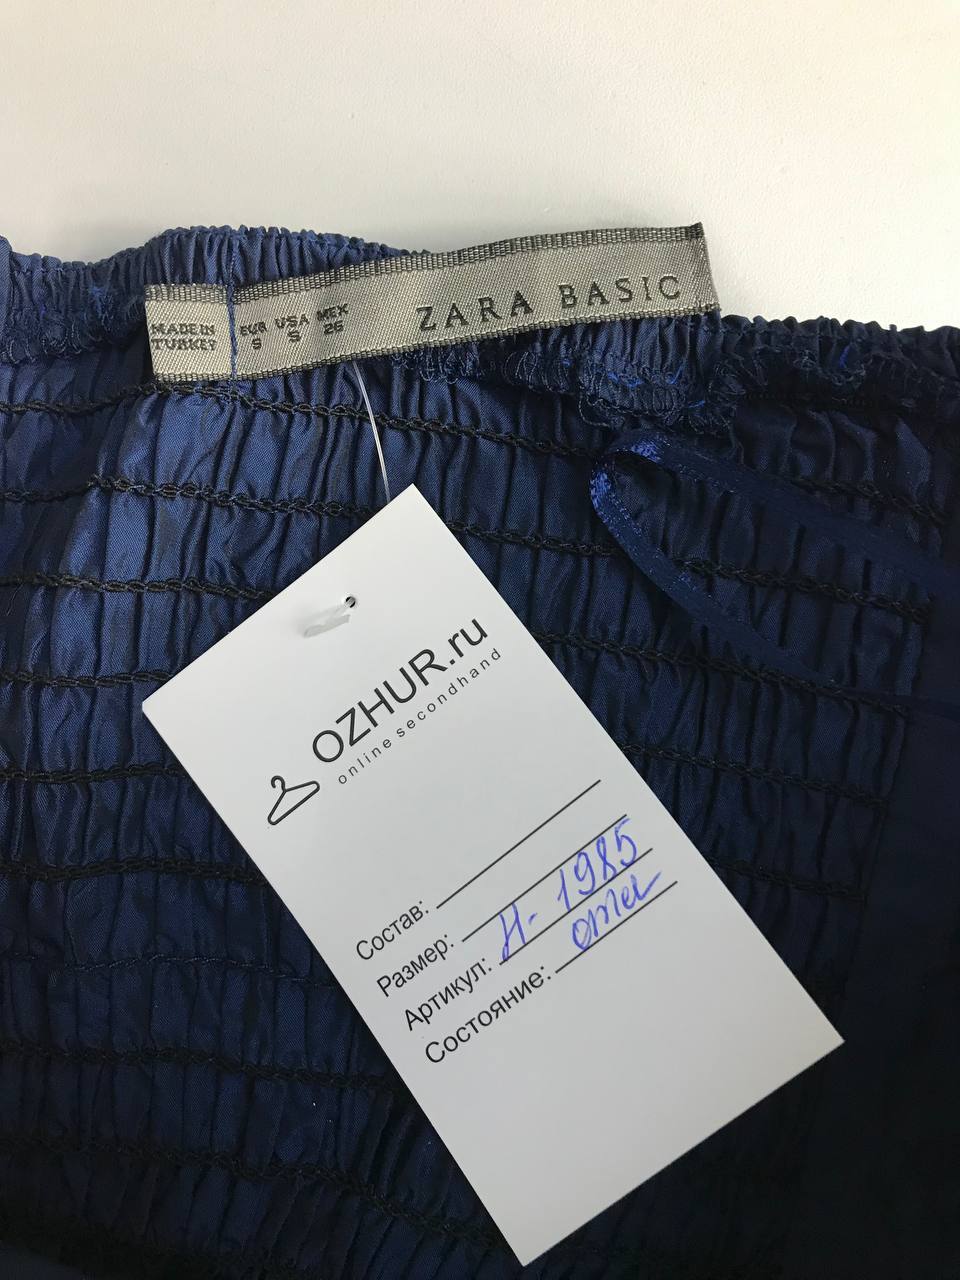 MADE IN
TURKEY
EUR USA MEX
S S 26
ZARA BASIC
OZHUR.ru
online secondhand
Состав:
Размер:
Артикул: Н-1985
Состояние: отл